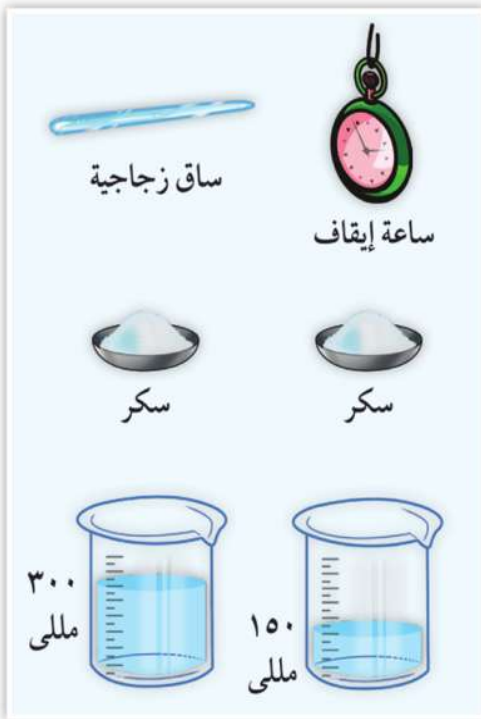 ساعة إيقاف
ساق زجاجية
سكر
سكر
١٥٠
مللى
٣٠٠
مللى